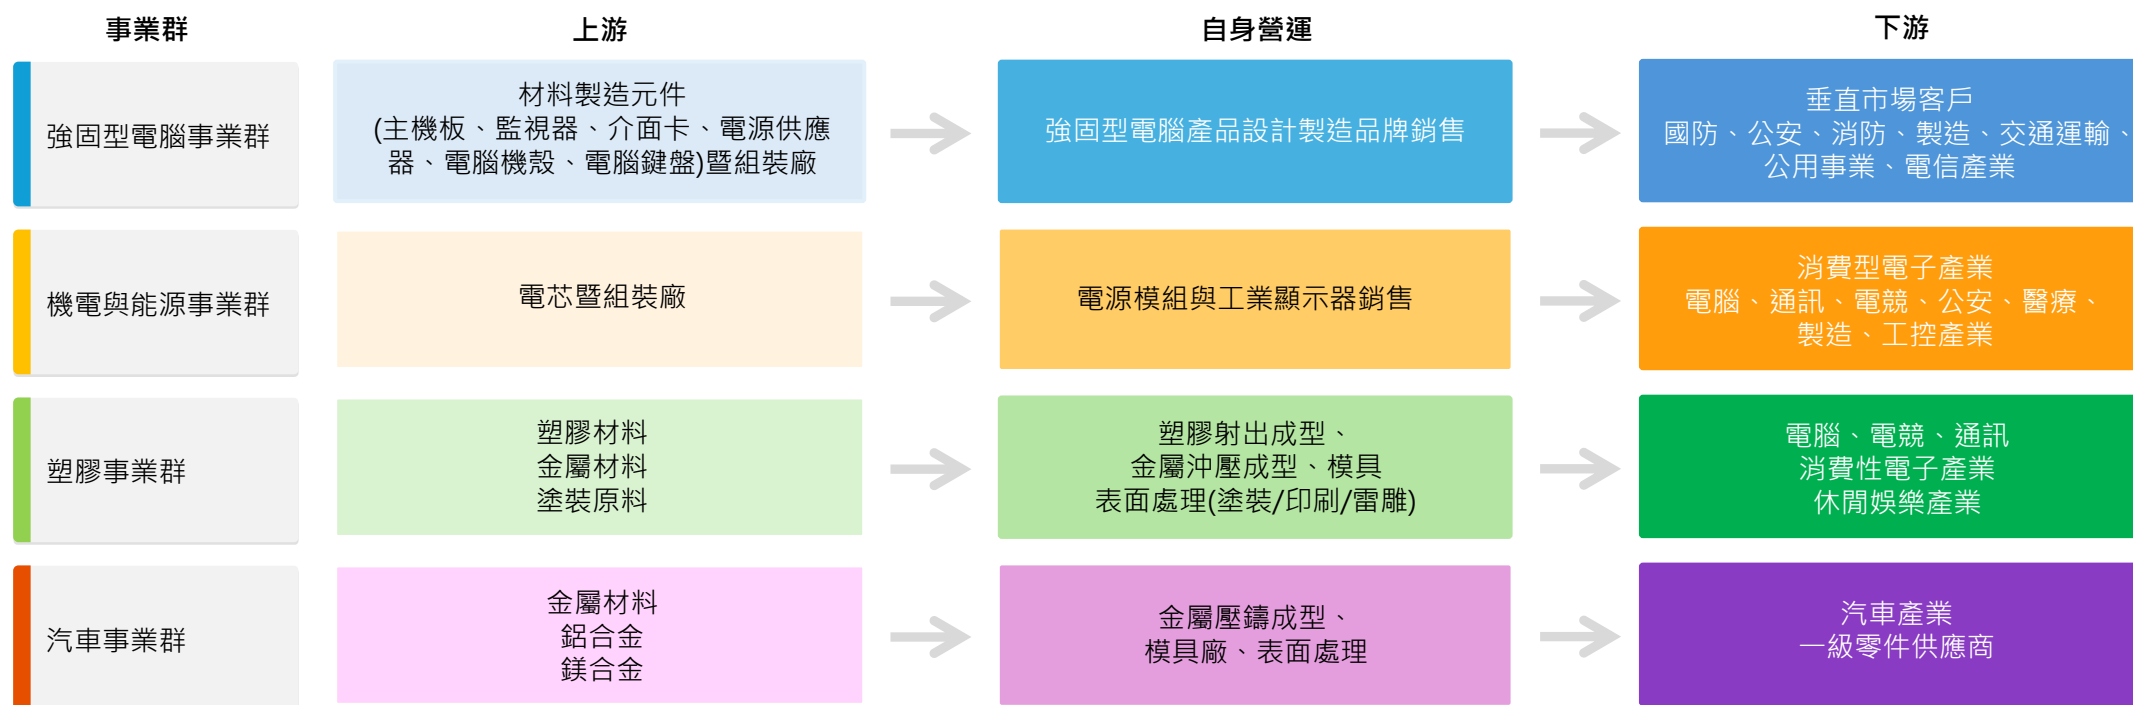 事業群
上游
自身營運
下游
強固型電腦事業群
材料製造元件
(主機板、監視器、介面卡、電源供應
器、電腦機殼、電腦鍵盤)暨組裝廠
強固型電腦產品設計製造品牌銷售
垂直市場客戶
國防、公安、消防、製造、交通運輸、
公用事業、電信產業
機電與能源事業群
電芯暨組裝廠
電源模組與工業顯示器銷售
消費型電子產業
電腦、通訊、電競、公安、醫療、
製造、工控產業
塑膠事業群
塑膠材料
金屬材料
塗裝原料
塑膠射出成型、
金屬沖壓成型、模具
表面處理(塗裝/印刷/雷雕)
電腦、電競、通訊
消費性電子產業
休閒娛樂產業
汽車事業群
金屬材料
鋁合金
鎂合金
金屬壓鑄成型、
模具廠、表面處理
汽車產業
一級零件供應商